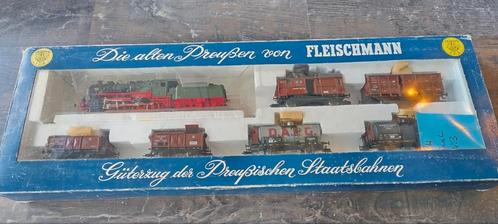 Die alten Preußen von FLEISCHMANN
Güterzug der Preußischen Staatsbahnen